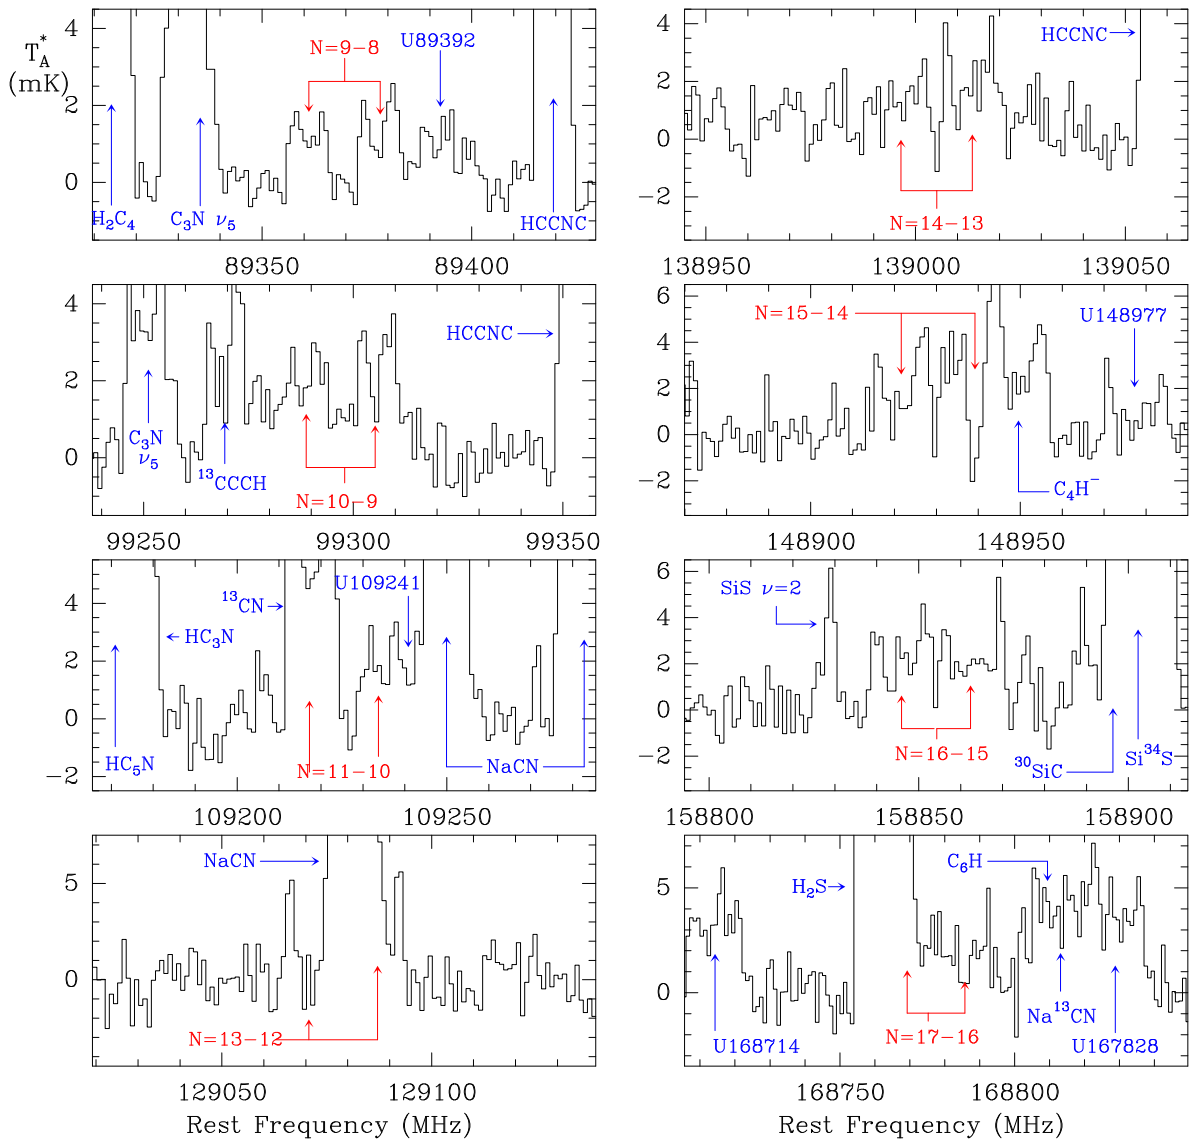 T_A^*
(mK)
4
2
0
N=9−8
U89392
H₂C₄
C₃N ν₅
HCCNC
89350
89400
4
2
0
−2
HCCNC
N=14−13
138950
139000
139050
4
2
0
HCCNC
C₃N
ν₅
¹³CCCH
N=10−9
99250
99300
99350
6
4
2
0
−2
N=15−14
U148977
C₄H⁻
148900
148950
4
2
0
−2
¹³CN
U109241
HC₃N
HC₅N
N=11−10
NaCN
109200
109250
6
4
2
0
−2
SiS ν=2
N=16−15
³⁰SiC
Si³⁴S
158800
158850
158900
5
0
NaCN
N=13−12
129050
129100
Rest Frequency (MHz)
5
0
C₆H
H₂S
Na¹³CN
N=17−16
U168714
U167828
168750
168800
Rest Frequency (MHz)